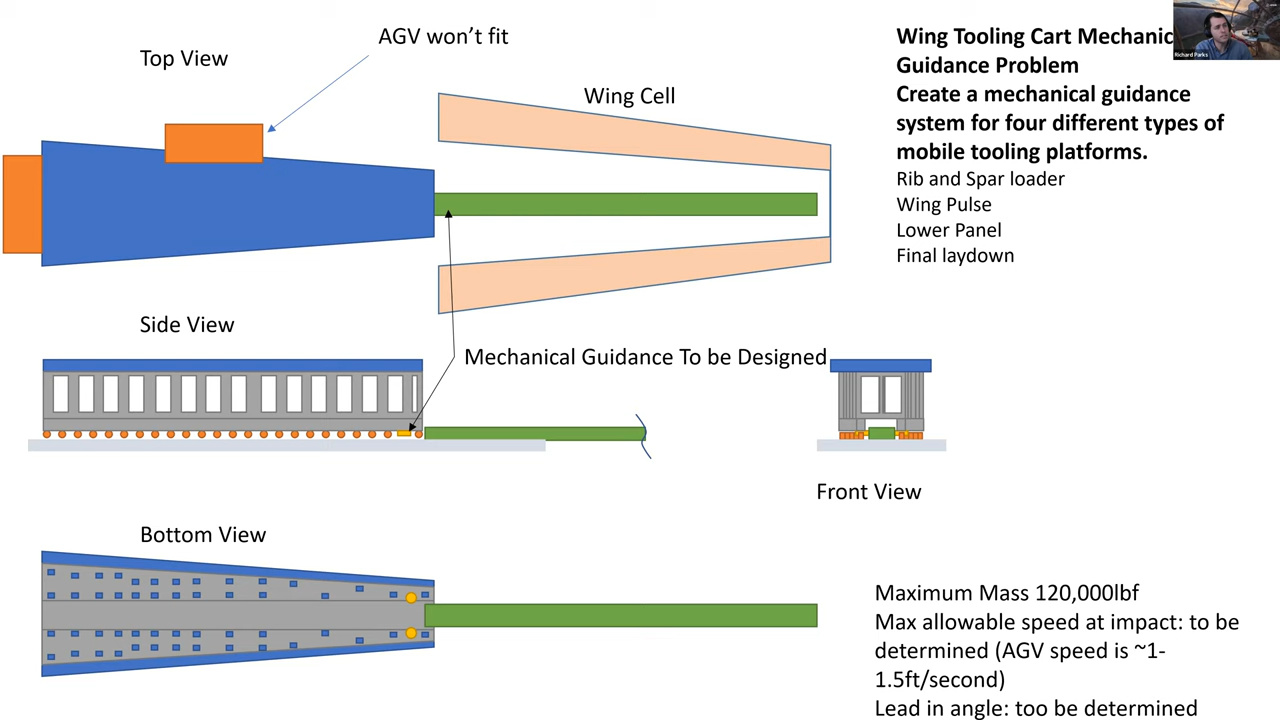 AGV won't fit
Top View
Wing Cell
Wing Tooling Cart Mechanic
Guidance Problem
Create a mechanical guidance
system for four different types of
mobile tooling platforms.
Rib and Spar loader
Wing Pulse
Lower Panel
Final laydown
Richard Parks
Side View
Mechanical Guidance To be Designed
Front View
Bottom View
Maximum Mass 120,000lbf
Max allowable speed at impact: to be
determined (AGV speed is ~1-
1.5ft/second)
Lead in angle: too be determined